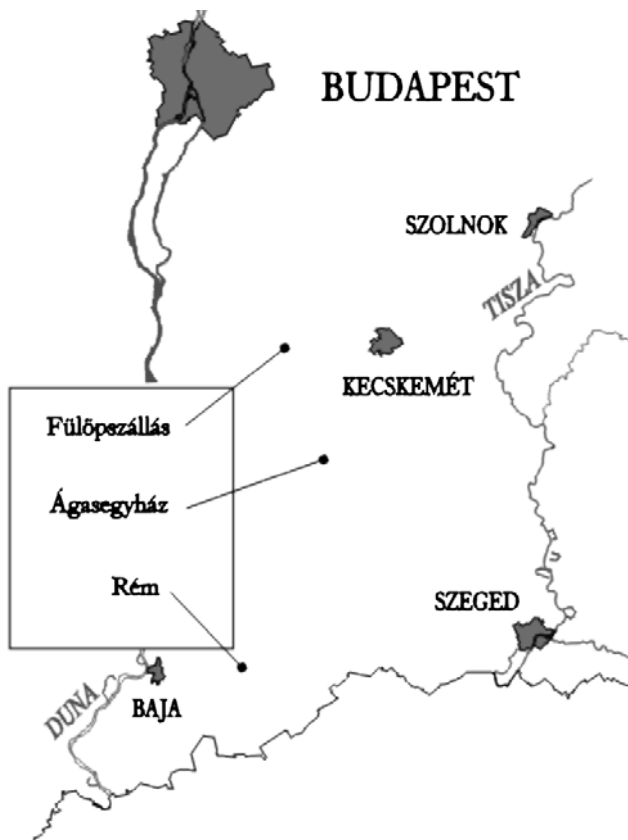 BUDAPEST
SZOLNOK
TISZA
KECSKEMÉT
Fülöpszállás
Ágasegyház
Rém
SZEGED
DUNA
BAJA